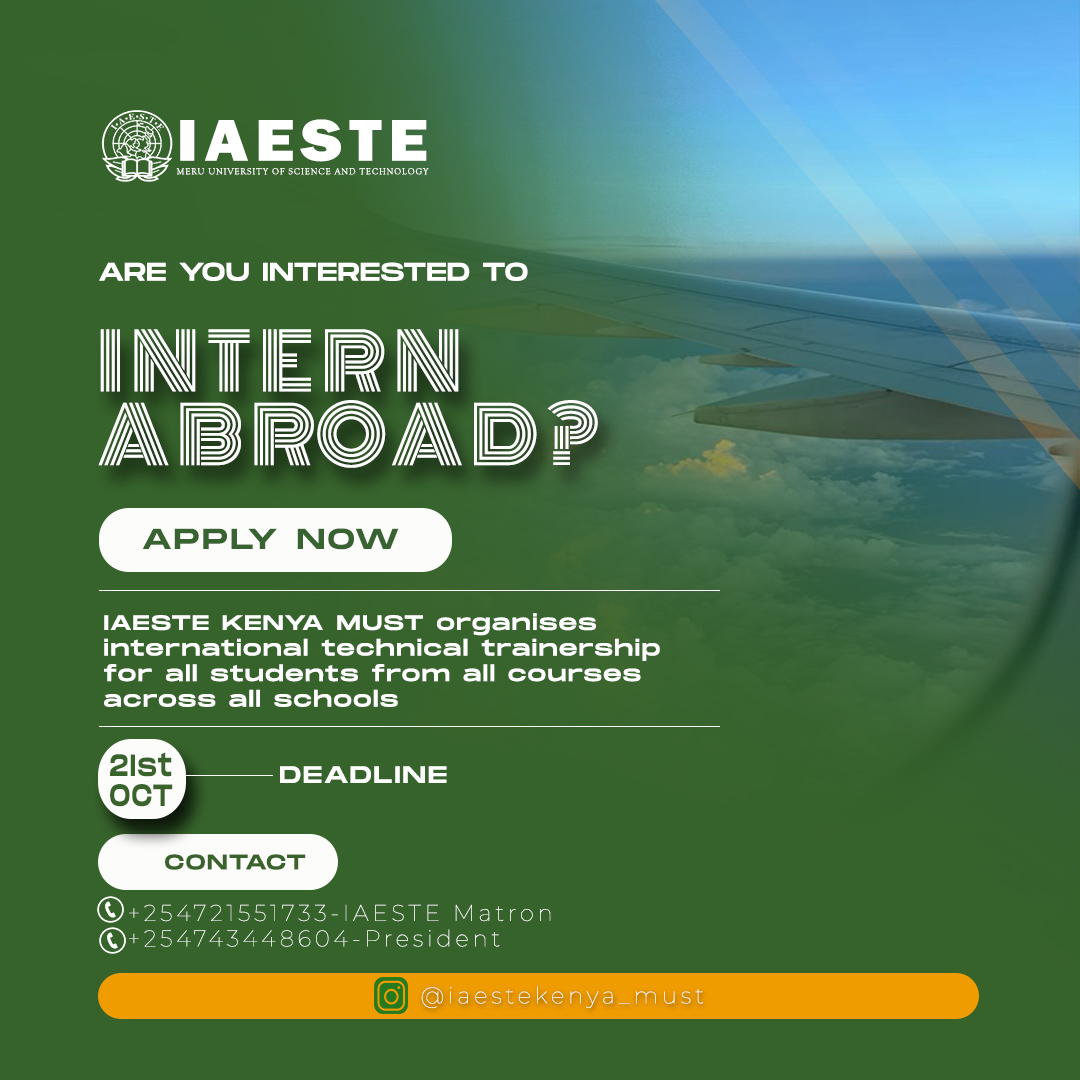 I·A·E·S·T·E
IAESTE
MERU UNIVERSITY OF SCIENCE AND TECHNOLOGY
ARE YOU INTERESTED TO
INTERN
ABROAD?
APPLY NOW
IAESTE KENYA MUST organises
international technical trainership
for all students from all courses
across all schools
21st
OCT
DEADLINE
CONTACT
+254721551733-IAESTE Matron
+254743448604-President
@iaestekenya_must